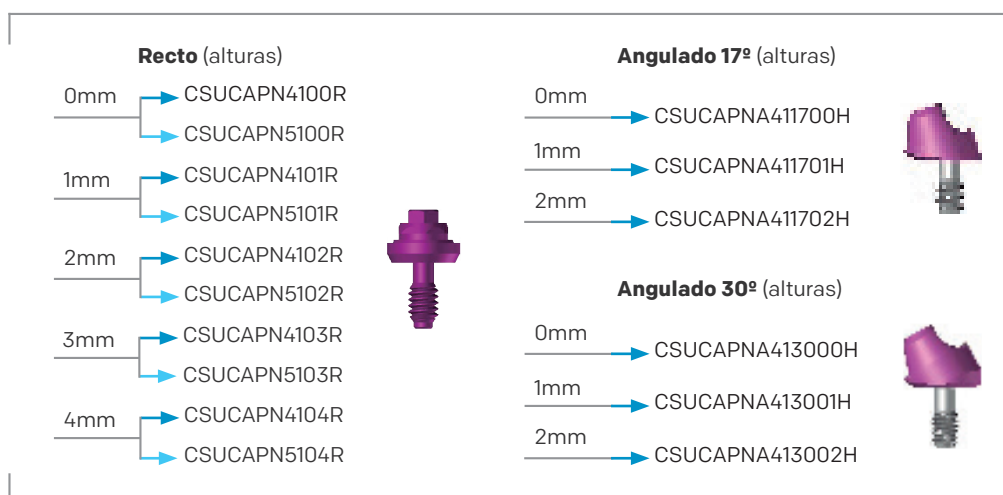 Recto (alturas)
0mm
CSUCAPN4100R
CSUCAPN5100R
1mm
CSUCAPN4101R
CSUCAPN5101R
2mm
CSUCAPN4102R
CSUCAPN5102R
3mm
CSUCAPN4103R
CSUCAPN5103R
4mm
CSUCAPN4104R
CSUCAPN5104R
Angulado 17º (alturas)
0mm
CSUCAPNA411700H
1mm
CSUCAPNA411701H
2mm
CSUCAPNA411702H
Angulado 30º (alturas)
0mm
CSUCAPNA413000H
1mm
CSUCAPNA413001H
2mm
CSUCAPNA413002H